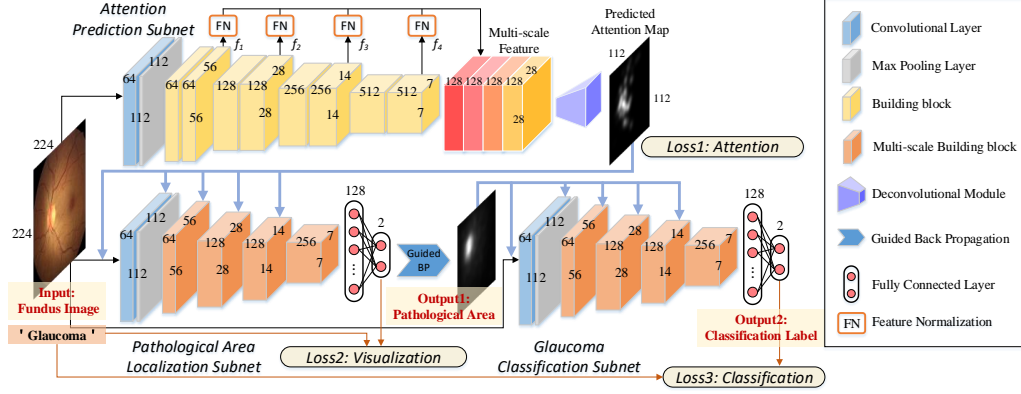 Attention
Prediction Subnet
FN FN FN FN
f1 f2 f3 f4
Multi-scale
Feature
Predicted
Attention Map
112
112
64
112
112
64 64
56
56
128 128
28
28
256 256
14
14
512 512
7
7
128 128 128 128
28
28
224
224
Loss1: Attention
Input:
Fundus Image
' Glaucoma '
64
112
112
64
56
56
128
28
28
128
14
14
256
7
7
128
2
Guided
BP
Output1:
Pathological Area
64
112
112
64
56
56
128
28
28
128
14
14
256
7
7
128
2
Output2:
Classification Label
Pathological Area
Localization Subnet
Loss2: Visualization
Glaucoma
Classification Subnet
Loss3: Classification
Convolutional Layer
Max Pooling Layer
Building block
Multi-scale Building block
Deconvolutional Module
Guided Back Propagation
Fully Connected Layer
FN Feature Normalization